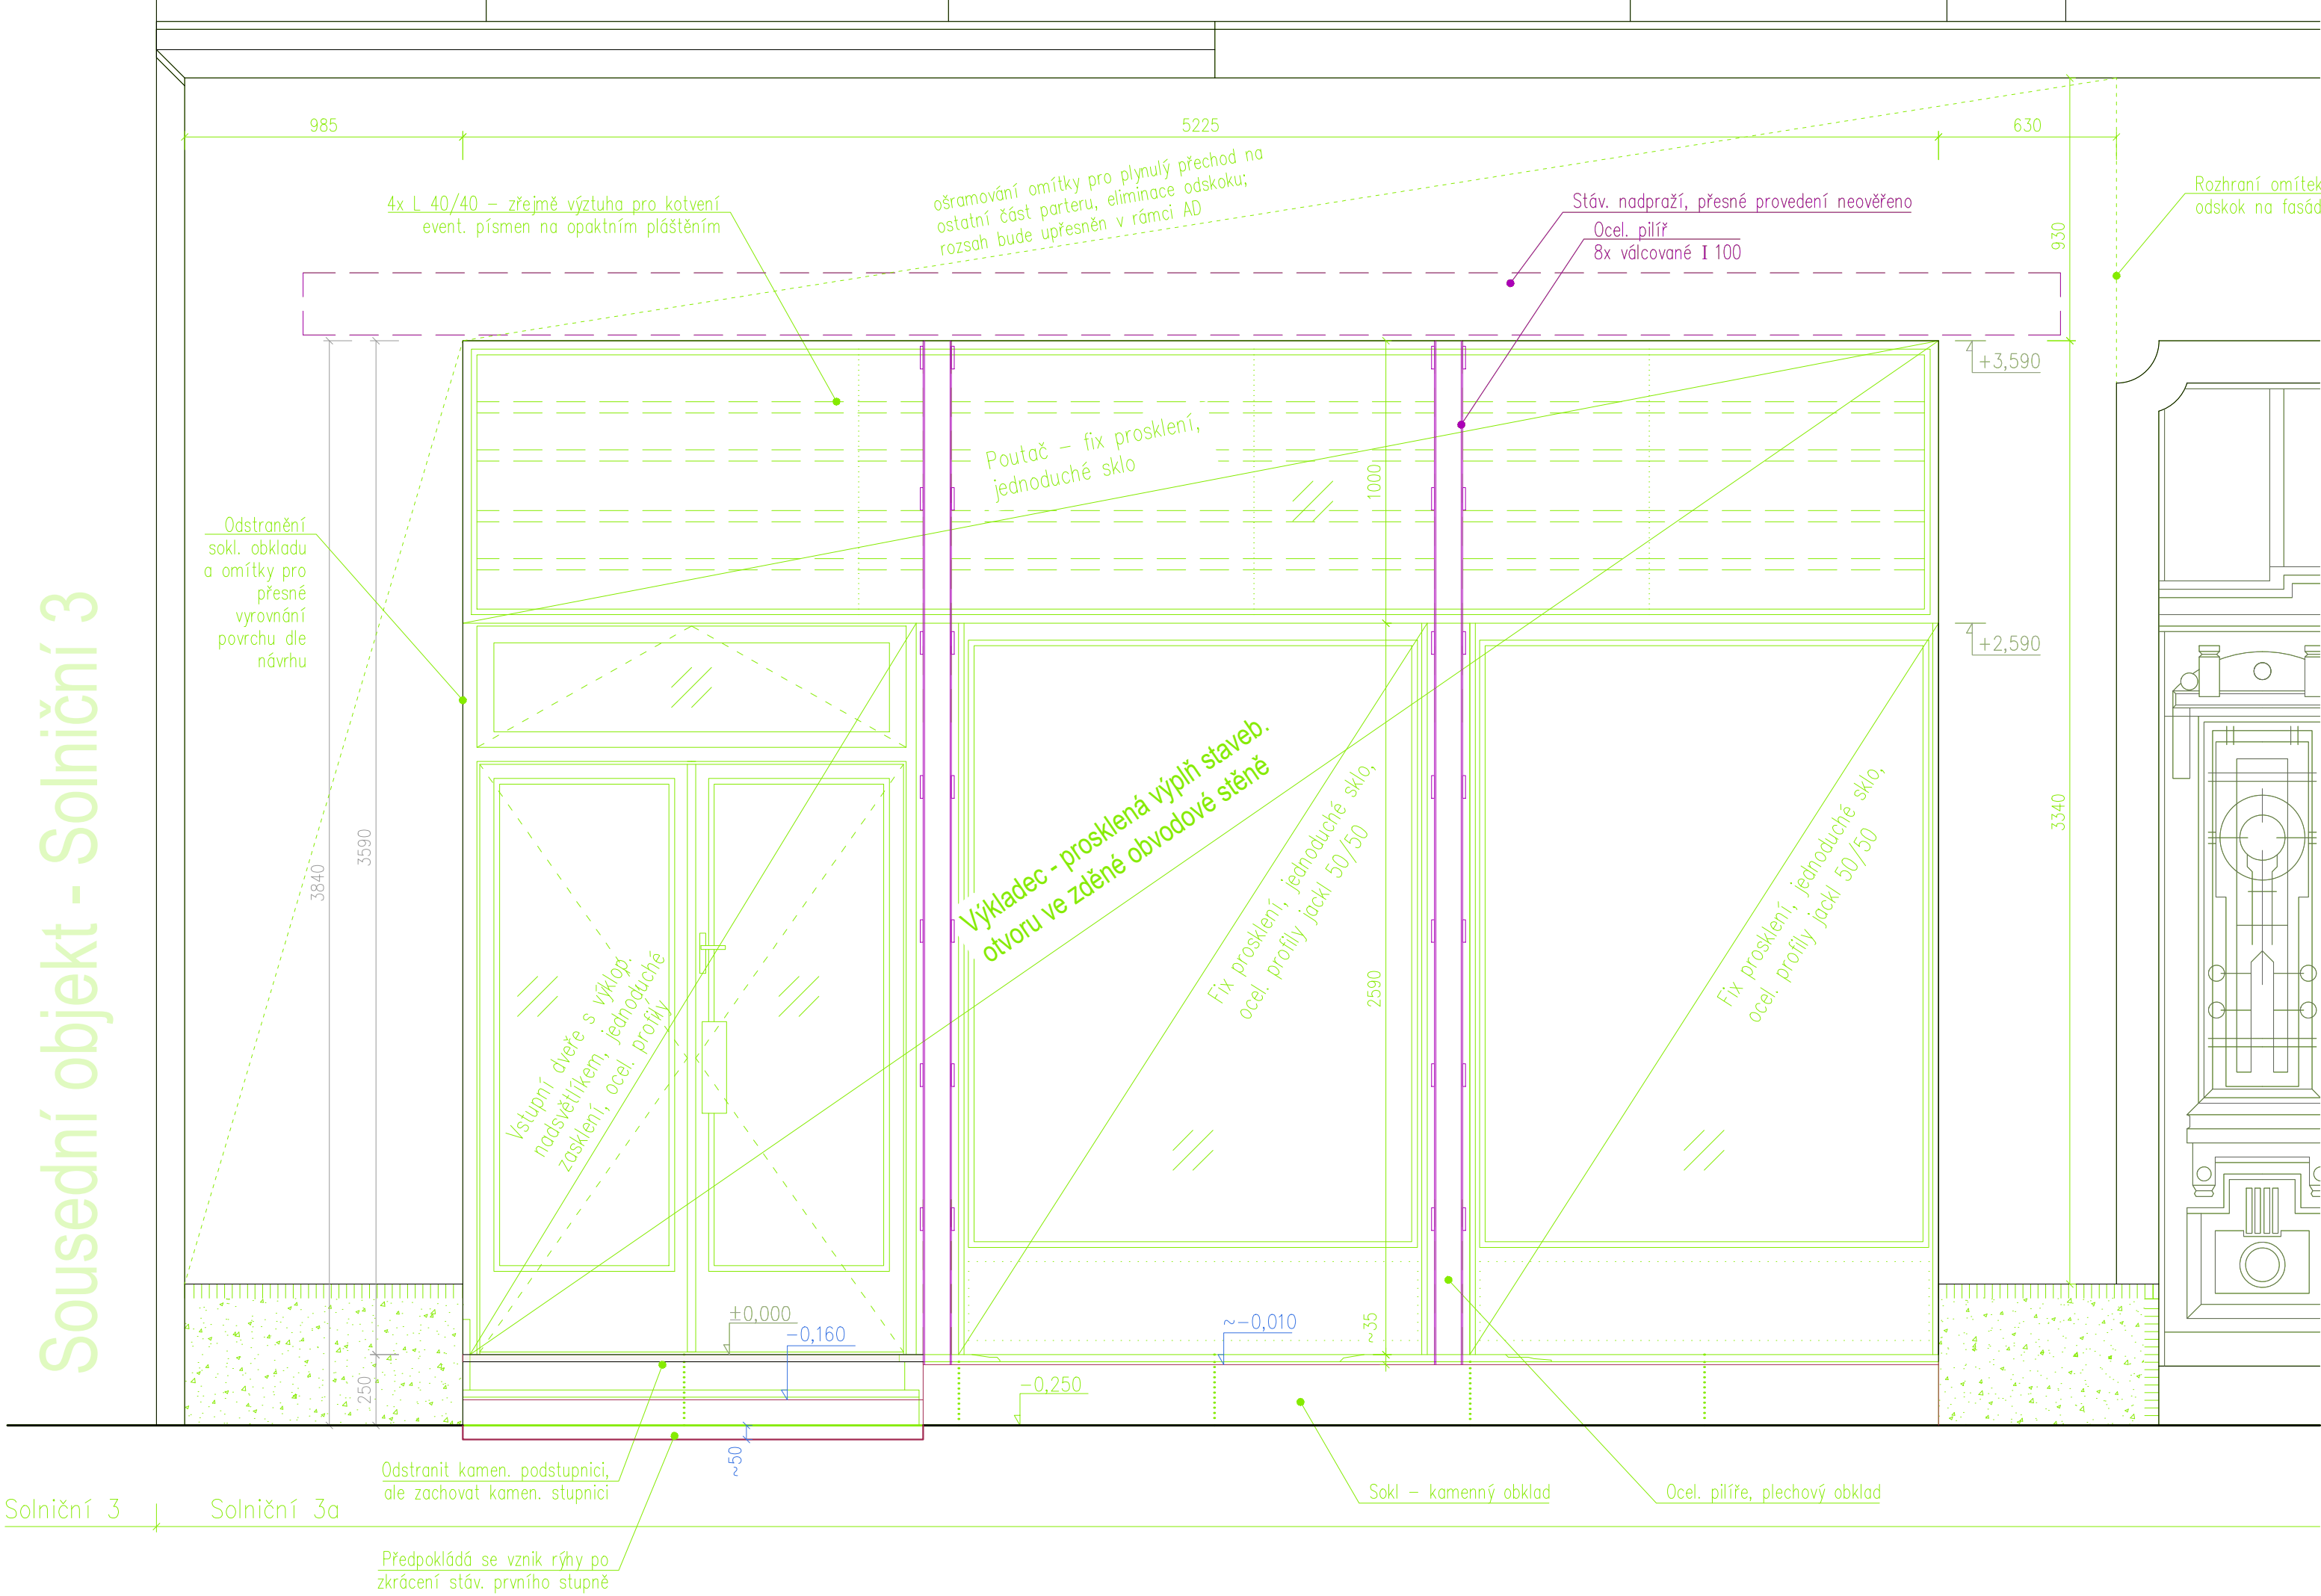 985
5225
630
4x L 40/40 – zřejmě výztuha pro kotvení
event. písmen na opaktním pláštěním
ošramování omítky pro plynulý přechod na
ostatní část parteru, eliminace odskoku;
rozsah bude upřesněn v rámci AD
Stáv. nadpraží, přesné provedení neověřeno
Ocel. pilíř
8x válcované I 100
Rozhraní omítek
odskok na
930
+3,590
Poutač – fix prosklení,
jednoduché sklo
1000
Odstranění
sokl. obkladu
a omítky pro
přesné
vyrovnání
povrchu dle
návrhu
+2,590
Sousední objekt - Solniční 3
3840
3590
3340
Výkladec - prosklená výplň staveb.
otvoru ve zděné obvodové stěně
Fix prosklení, jednoduché sklo,
ocel. profily jackl 50/50
Fix prosklení, jednoduché sklo,
ocel. profily jackl 50/50
Vstupní dveře s výklop.
nadsvětlíkem, jednoduché
zasklení, ocel. profily
2590
±0,000
-0,160
~-0,010
~35
250
-0,250
~50
Odstranit kamen. podstupnici,
ale zachovat kamen. stupnici
Sokl – kamenný obklad
Ocel. pilíře, plechový obklad
Solniční 3
Solniční 3a
Předpokládá se vznik rýhy po
zkrácení stáv. prvního stupně